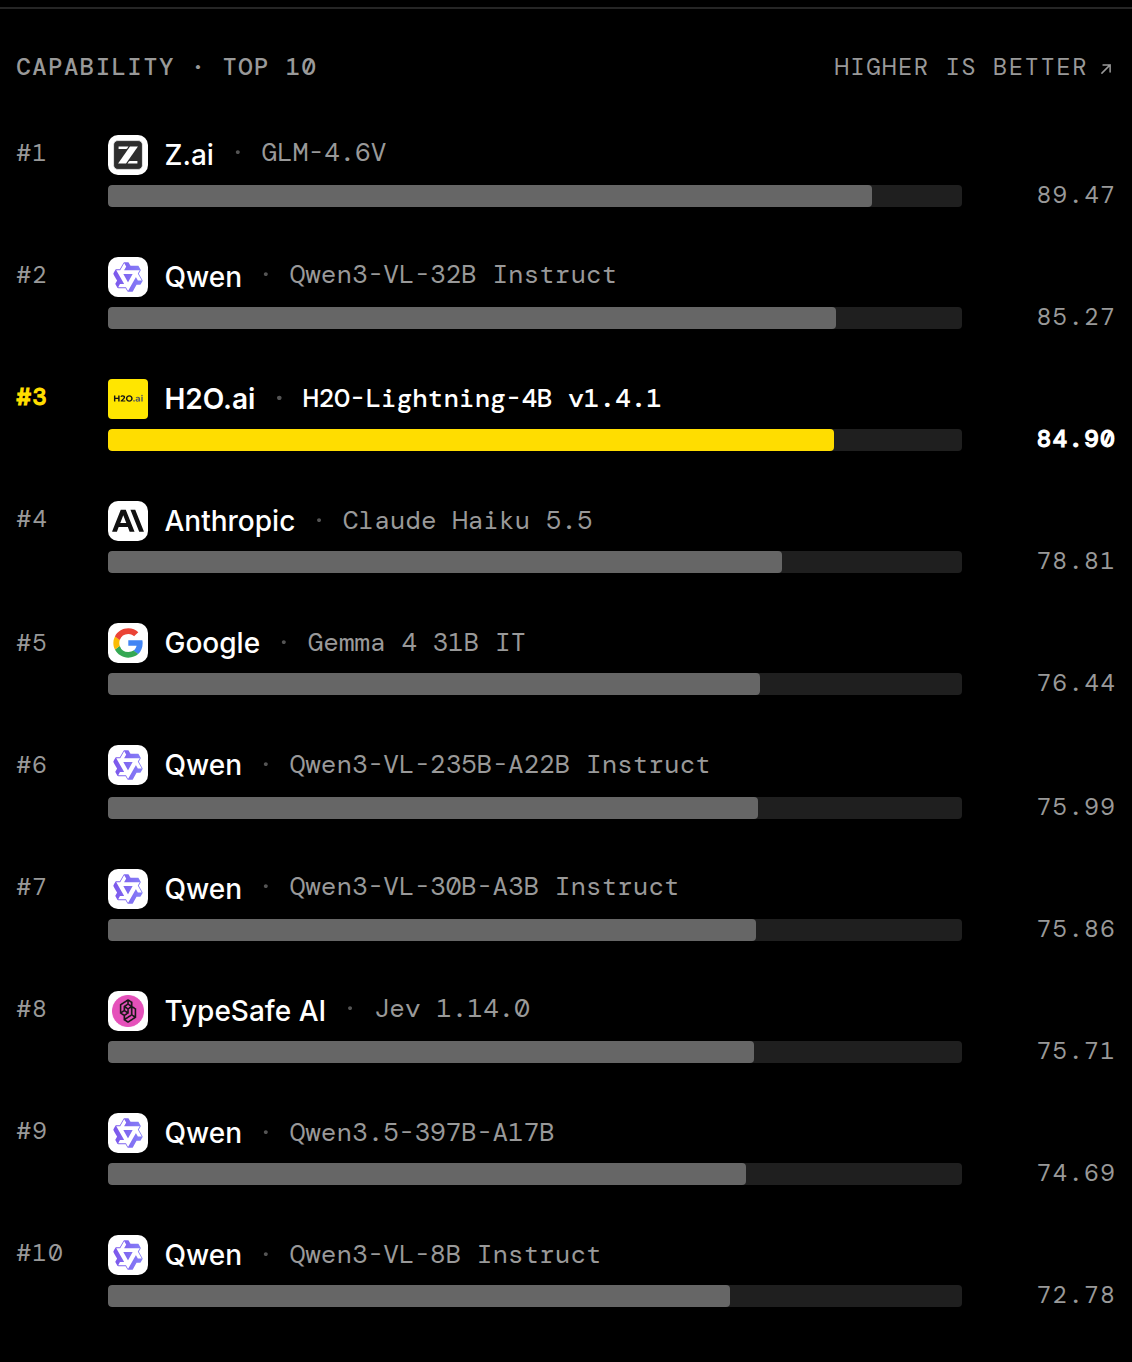 CAPABILITY · TOP 10
HIGHER IS BETTER ↗
#1
Z.ai · GLM-4.6V
89.47
#2
Qwen · Qwen3-VL-32B Instruct
85.27
#3
H2O.ai
H2O.ai · H2O-Lightning-4B v1.4.1
84.90
#4
Anthropic · Claude Haiku 5.5
78.81
#5
Google · Gemma 4 31B IT
76.44
#6
Qwen · Qwen3-VL-235B-A22B Instruct
75.99
#7
Qwen · Qwen3-VL-30B-A3B Instruct
75.86
#8
TypeSafe AI · Jev 1.14.0
75.71
#9
Qwen · Qwen3.5-397B-A17B
74.69
#10
Qwen · Qwen3-VL-8B Instruct
72.78